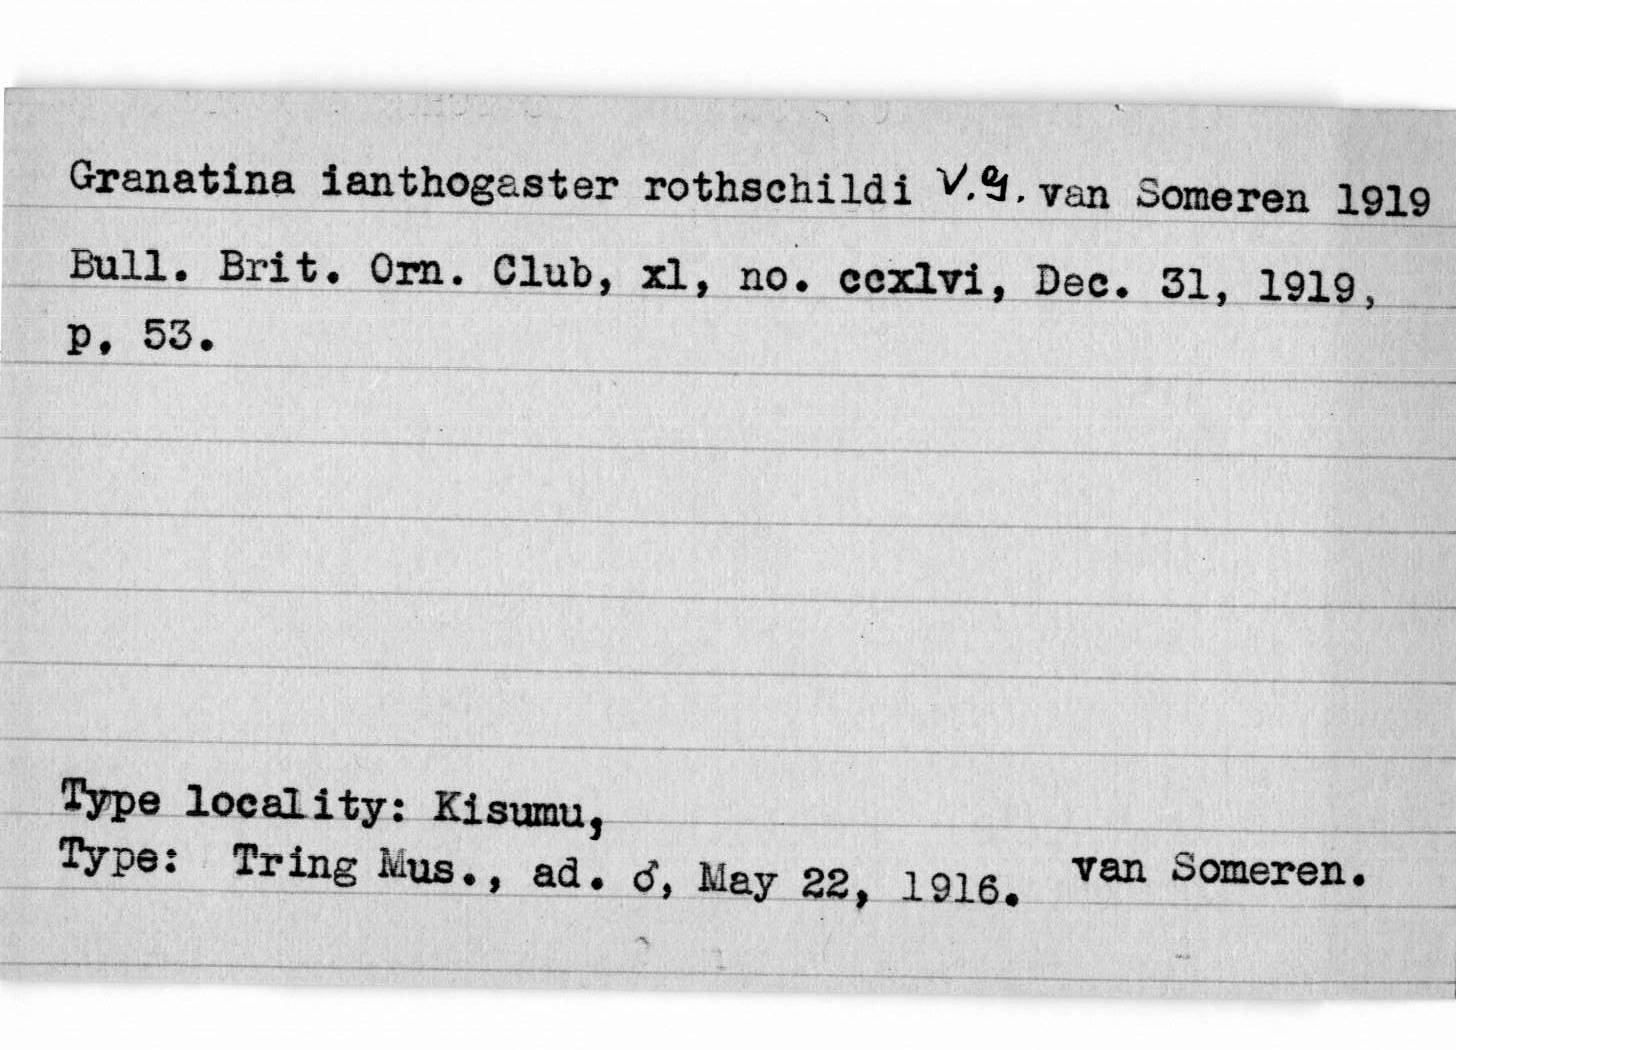 Granatina ianthogaster rothschildi V.G. van Someren 1919
Bull. Brit. Orn. Club, xl, no. ccxlvi, Dec. 31, 1919,
p. 53.
Type locality: Kisumu,
Type: Tring Mus., ad. ♂, May 22, 1916. van Someren.